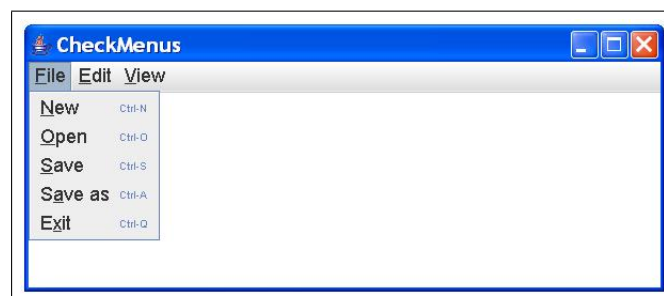 CheckMenus
File Edit View
New Ctrl-N
Open Ctrl-O
Save Ctrl-S
Save as Ctrl-A
Exit Ctrl-Q